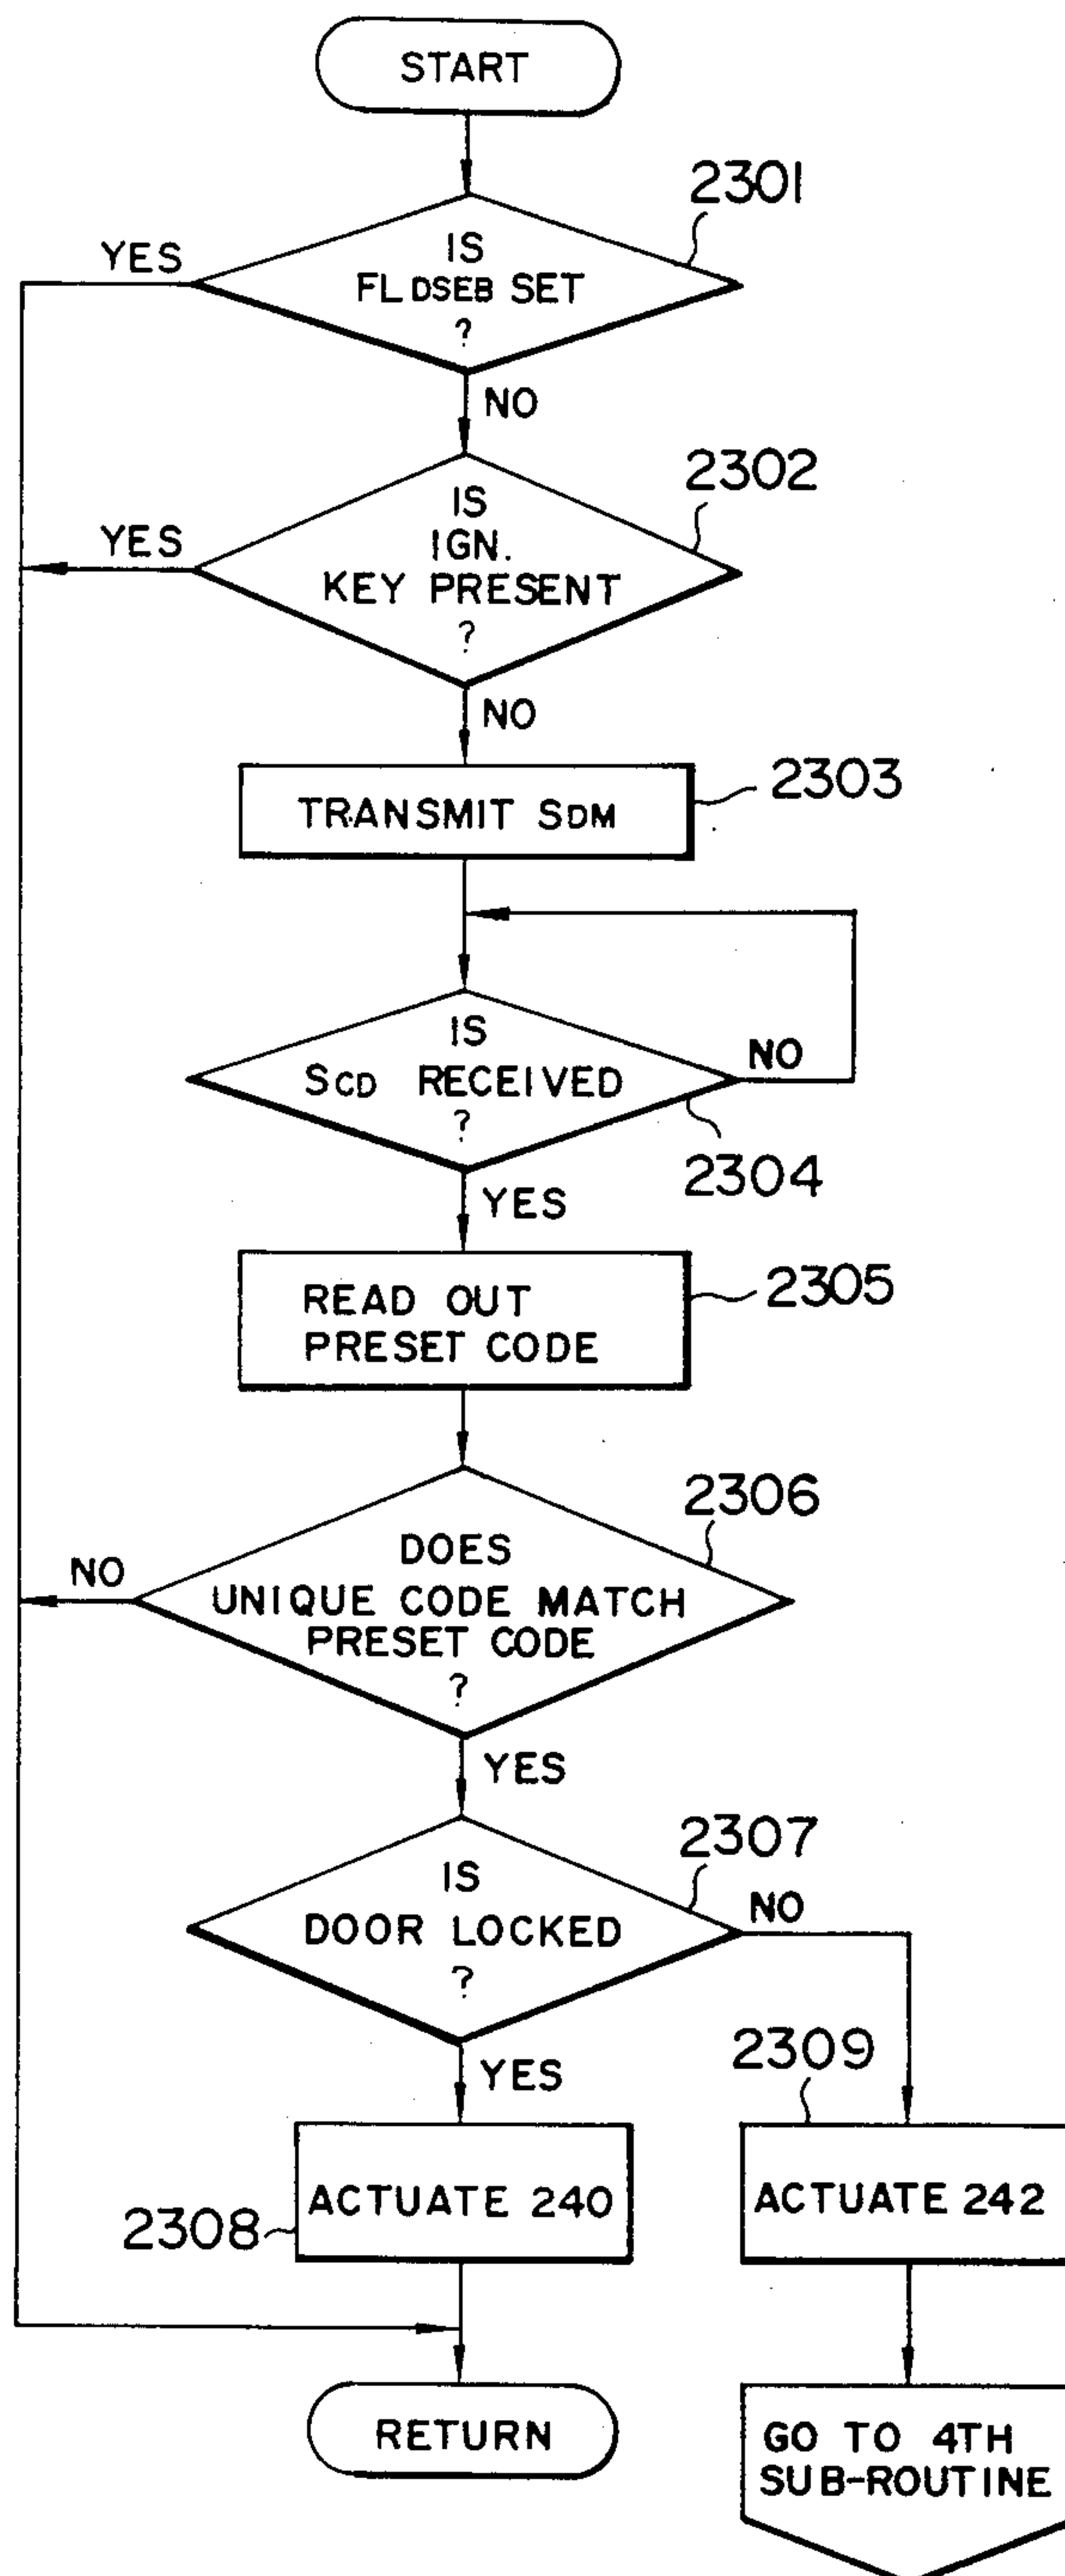 START
2301
IS
YES
FLDSEB SET
?
NO
2302
IS
YES
IGN.
KEY PRESENT
?
NO
2303
TRANSMIT SDM
IS
NO
SCD RECEIVED
?
2304
YES
READ OUT
2305
PRESET CODE
2306
DOES
NO
UNIQUE CODE MATCH
PRESET CODE
?
YES
2307
IS
NO
DOOR LOCKED
?
2309
YES
ACTUATE 240
ACTUATE 242
2308
RETURN
GO TO 4TH
SUB-ROUTINE